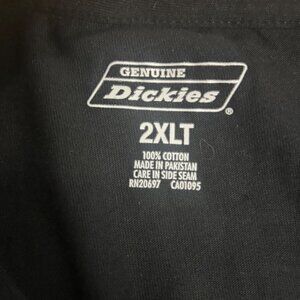 GENUINE
Dickies®
2XLT
100% COTTON
MADE IN PAKISTAN
CARE IN SIDE SEAM
RN20697 CA01095